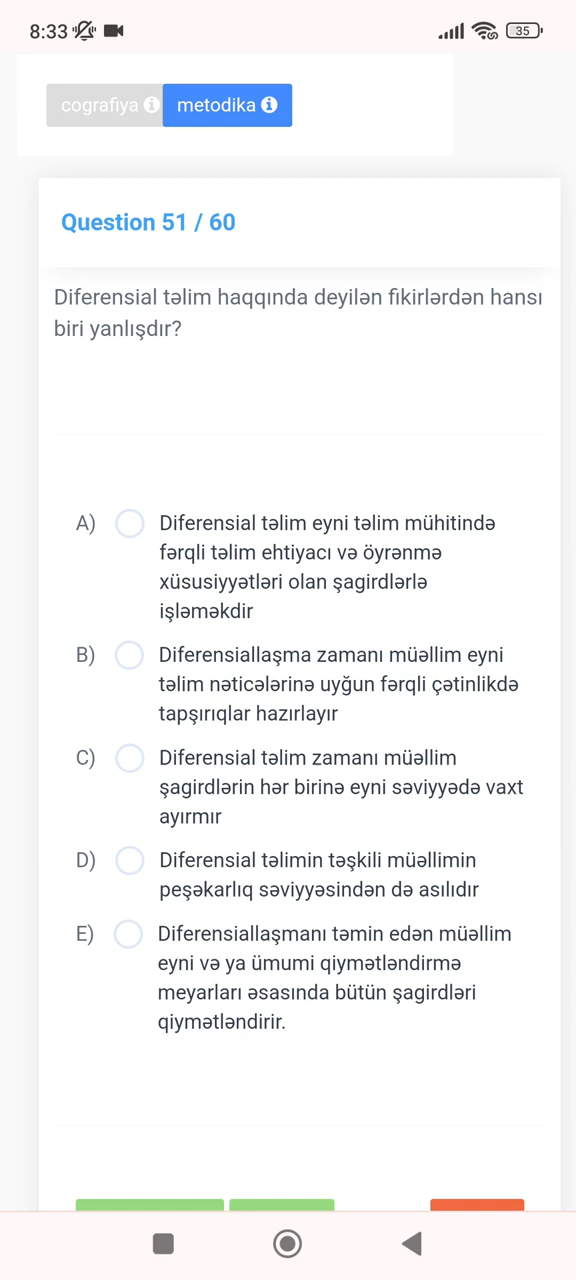 8:33
35
cografiya
metodika
Question 51 / 60
Diferensial təlim haqqında deyilən fikirlərdən hansı
biri yanlışdır?
A) Diferensial təlim eyni təlim mühitində
fərqli təlim ehtiyacı və öyrənmə
xüsusiyyətləri olan şagirdlərlə
işləməkdir
B) Diferensiallaşma zamanı müəllim eyni
təlim nəticələrinə uyğun fərqli çətinlikdə
tapşırıqlar hazırlayır
C) Diferensial təlim zamanı müəllim
şagirdlərin hər birinə eyni səviyyədə vaxt
ayırmır
D) Diferensial təlimin təşkili müəllimin
peşəkarlıq səviyyəsindən də asılıdır
E) Diferensiallaşmanı təmin edən müəllim
eyni və ya ümumi qiymətləndirmə
meyarları əsasında bütün şagirdləri
qiymətləndirir.